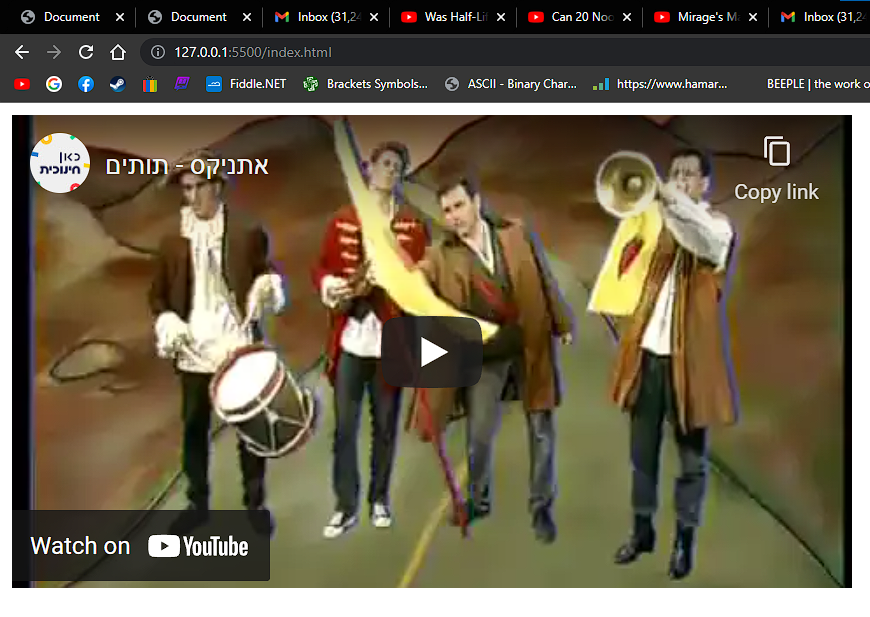 Document
Document
Inbox (31,24
Was Half-Li
Can 20 Noo
Mirage's Ma
Inbox (31,2
127.0.0.1:5500/index.html
Fiddle.NET
Brackets Symbols...
ASCII - Binary Char...
https://www.hamar...
BEEPLE | the work o
כאן
חינוכית
אתניקס - תותים
Copy link
Watch on YouTube